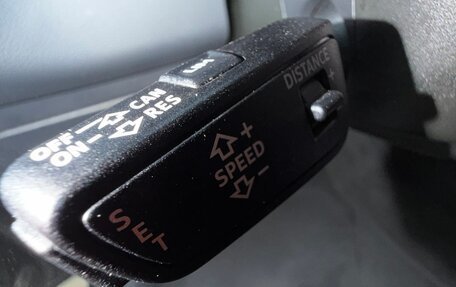 OFF CAN
ON RES
DISTANCE
+
+
SPEED
-
SET